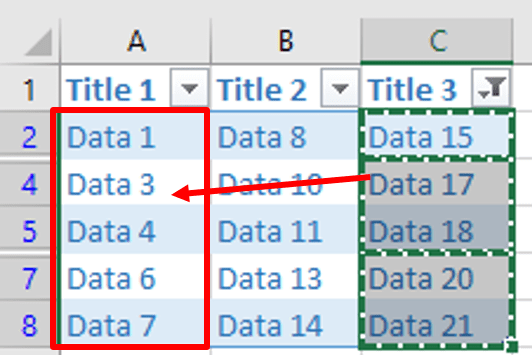 A B C
1 Title 1 Title 2 Title 3
2 Data 1 Data 8 Data 15
4 Data 3 Data 10 Data 17
5 Data 4 Data 11 Data 18
7 Data 6 Data 13 Data 20
8 Data 7 Data 14 Data 21